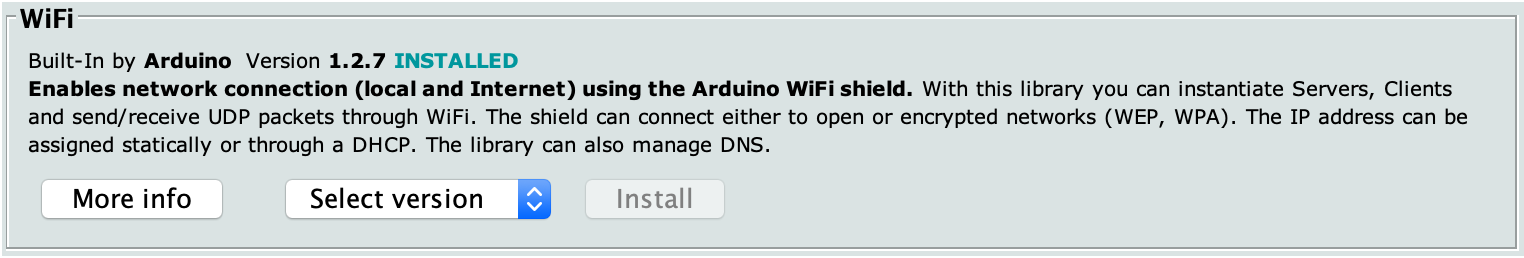 WiFi
Built-In by Arduino Version 1.2.7 INSTALLED
Enables network connection (local and Internet) using the Arduino WiFi shield. With this library you can instantiate Servers, Clients
and send/receive UDP packets through WiFi. The shield can connect either to open or encrypted networks (WEP, WPA). The IP address can be
assigned statically or through a DHCP. The library can also manage DNS.
More info Select version Install